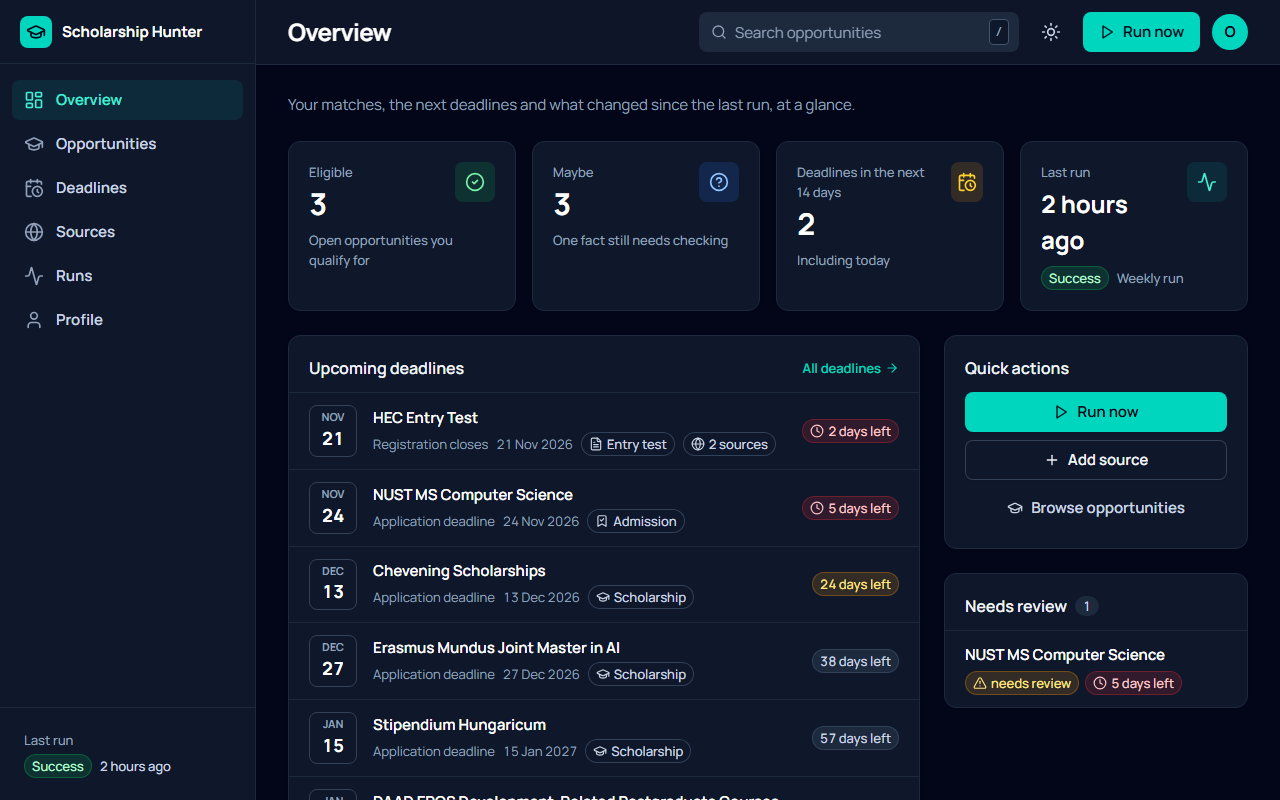 Scholarship Hunter
Overview
Search opportunities
/
Run now
O
Overview
Opportunities
Deadlines
Sources
Runs
Profile
Last run
Success
2 hours ago
Your matches, the next deadlines and what changed since the last run, at a glance.
Eligible
3
Open opportunities you
qualify for
Maybe
3
One fact still needs checking
Deadlines in the next
14 days
2
Including today
Last run
2 hours
ago
Success Weekly run
Upcoming deadlines
All deadlines
NOV
21
HEC Entry Test
Registration closes 21 Nov 2026 Entry test 2 sources
2 days left
NOV
24
NUST MS Computer Science
Application deadline 24 Nov 2026 Admission
5 days left
DEC
13
Chevening Scholarships
Application deadline 13 Dec 2026 Scholarship
24 days left
DEC
27
Erasmus Mundus Joint Master in AI
Application deadline 27 Dec 2026 Scholarship
38 days left
JAN
15
Stipendium Hungaricum
Application deadline 15 Jan 2027 Scholarship
57 days left
JAN
DAAD EPOS Development-Related Postgraduate Courses
Quick actions
Run now
Add source
Browse opportunities
Needs review 1
NUST MS Computer Science
needs review 5 days left